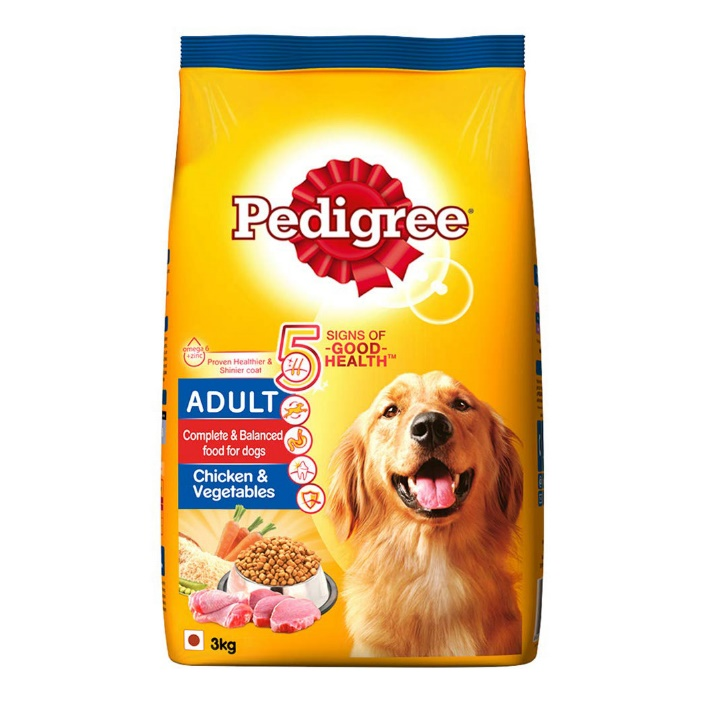 Pedigree®
omega 6
+zinc
Proven Healthier &
Shinier coat
5 SIGNS OF
-GOOD-
HEALTH™
ADULT
Complete & Balanced
food for dogs
Chicken &
Vegetables
3kg